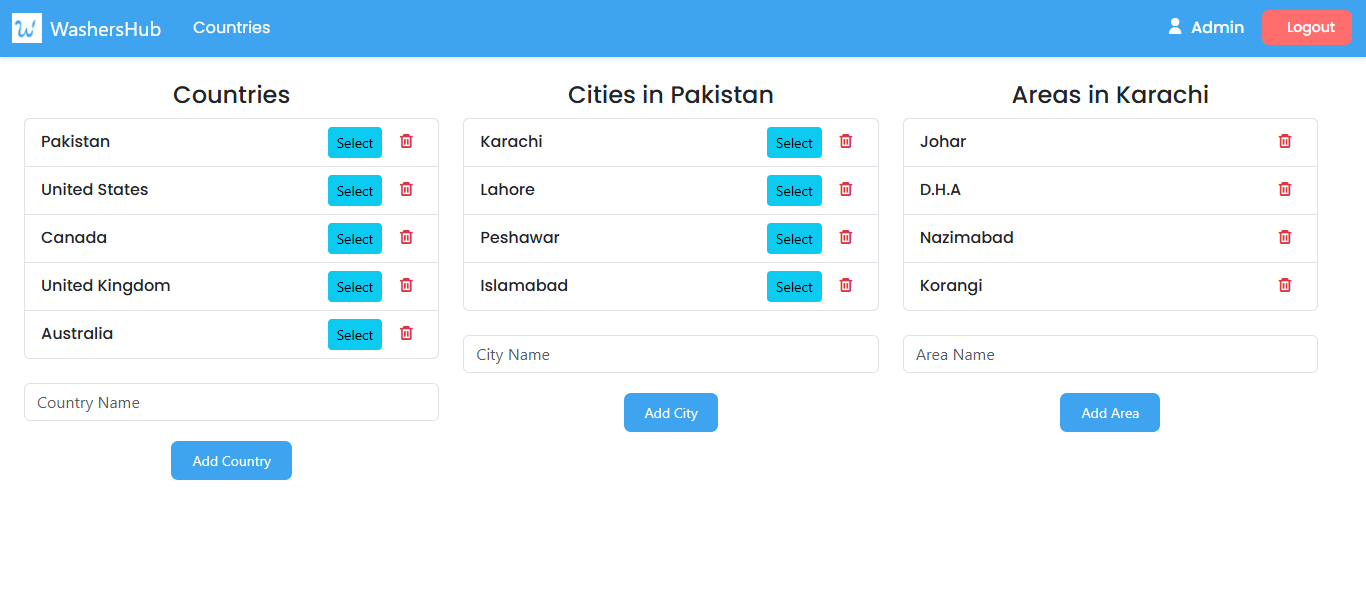 W WashersHub Countries Admin Logout
Countries
Pakistan Select
United States Select
Canada Select
United Kingdom Select
Australia Select
Country Name
Add Country
Cities in Pakistan
Karachi Select
Lahore Select
Peshawar Select
Islamabad Select
City Name
Add City
Areas in Karachi
Johar
D.H.A
Nazimabad
Korangi
Area Name
Add Area